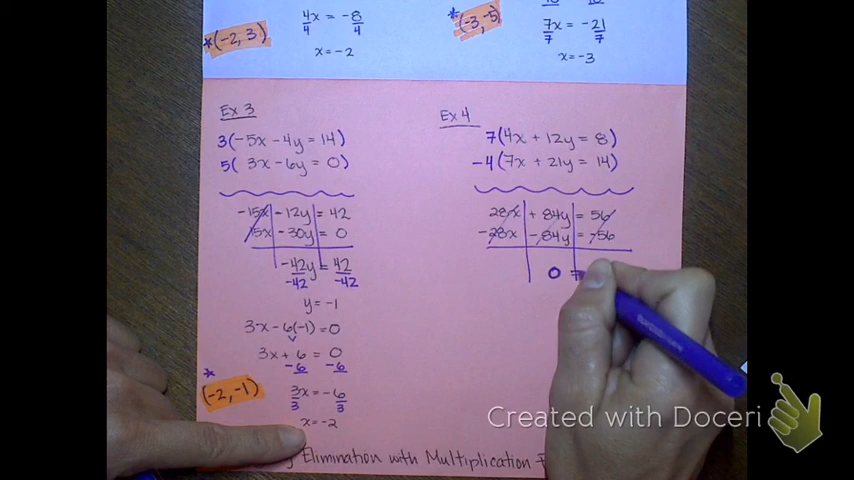 4x = -8
4 4
*(-2, 3)
x = -2
*
(-3, -5)
7x = -21
7 7
x = -3
Ex 3
3(-5x - 4y = 14)
5( 3x - 6y = 0)
-15x - 12y = 42
15x - 30y = 0
-42y = 42
-42 -42
y = -1
3x - 6(-1) = 0
3x + 6 = 0
-6 -6
*
(-2, -1)
3x = -6
3 3
x = -2
Ex 4
7(4x + 12y = 8)
-4(7x + 21y = 14)
28x + 84y = 56
-28x - 84y = -56
0 =
Elimination with Multiplication
Created with Doceri